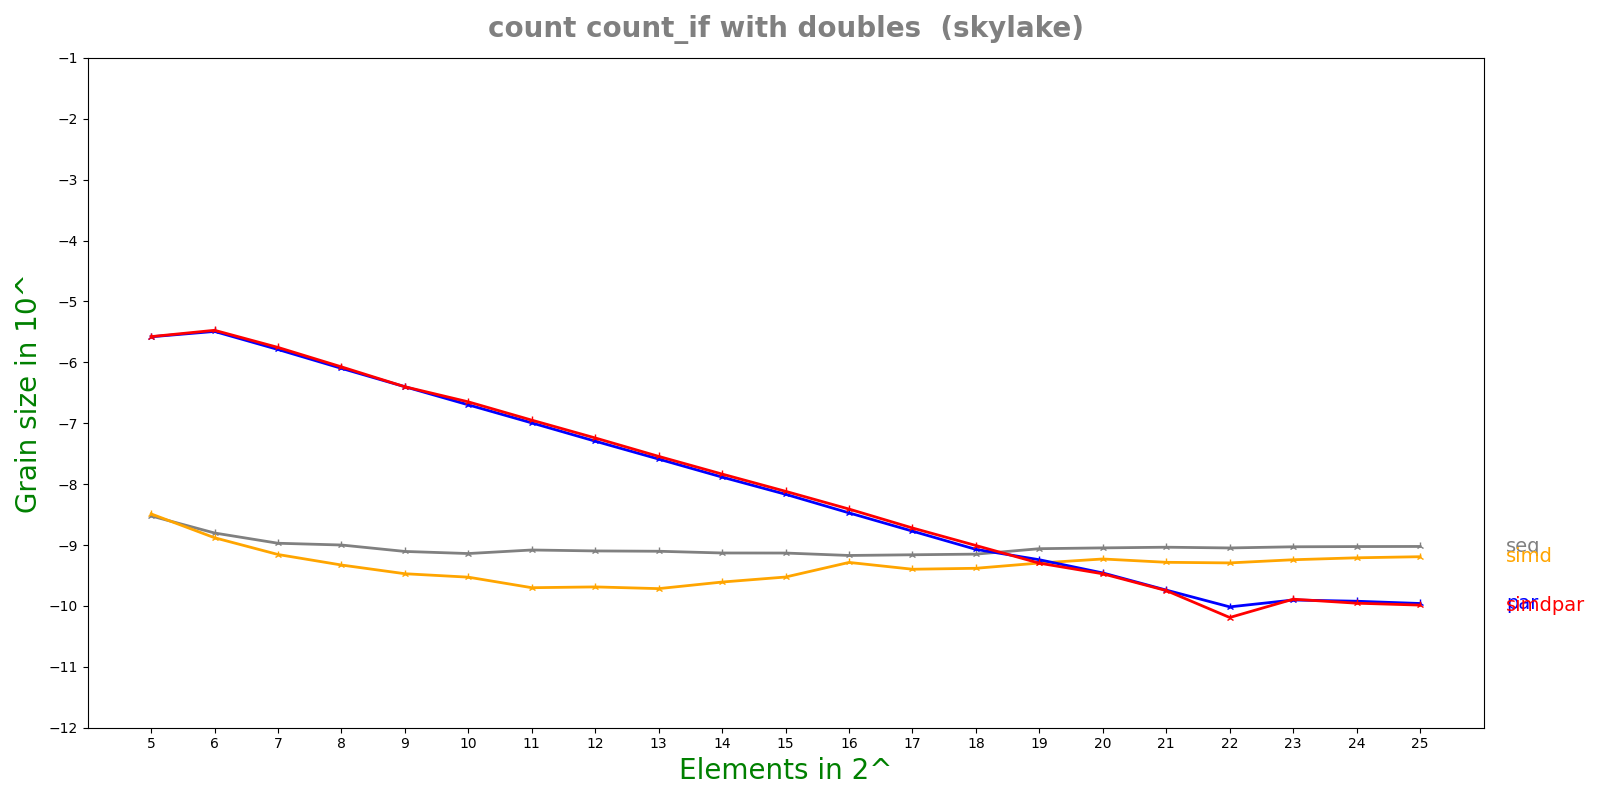 count count_if with doubles (skylake)
Grain size in 10^
−1
−2
−3
−4
−5
−6
−7
−8
−9
−10
−11
−12
5 6 7 8 9 10 11 12 13 14 15 16 17 18 19 20 21 22 23 24 25
Elements in 2^
seq
simd
par
simdpar